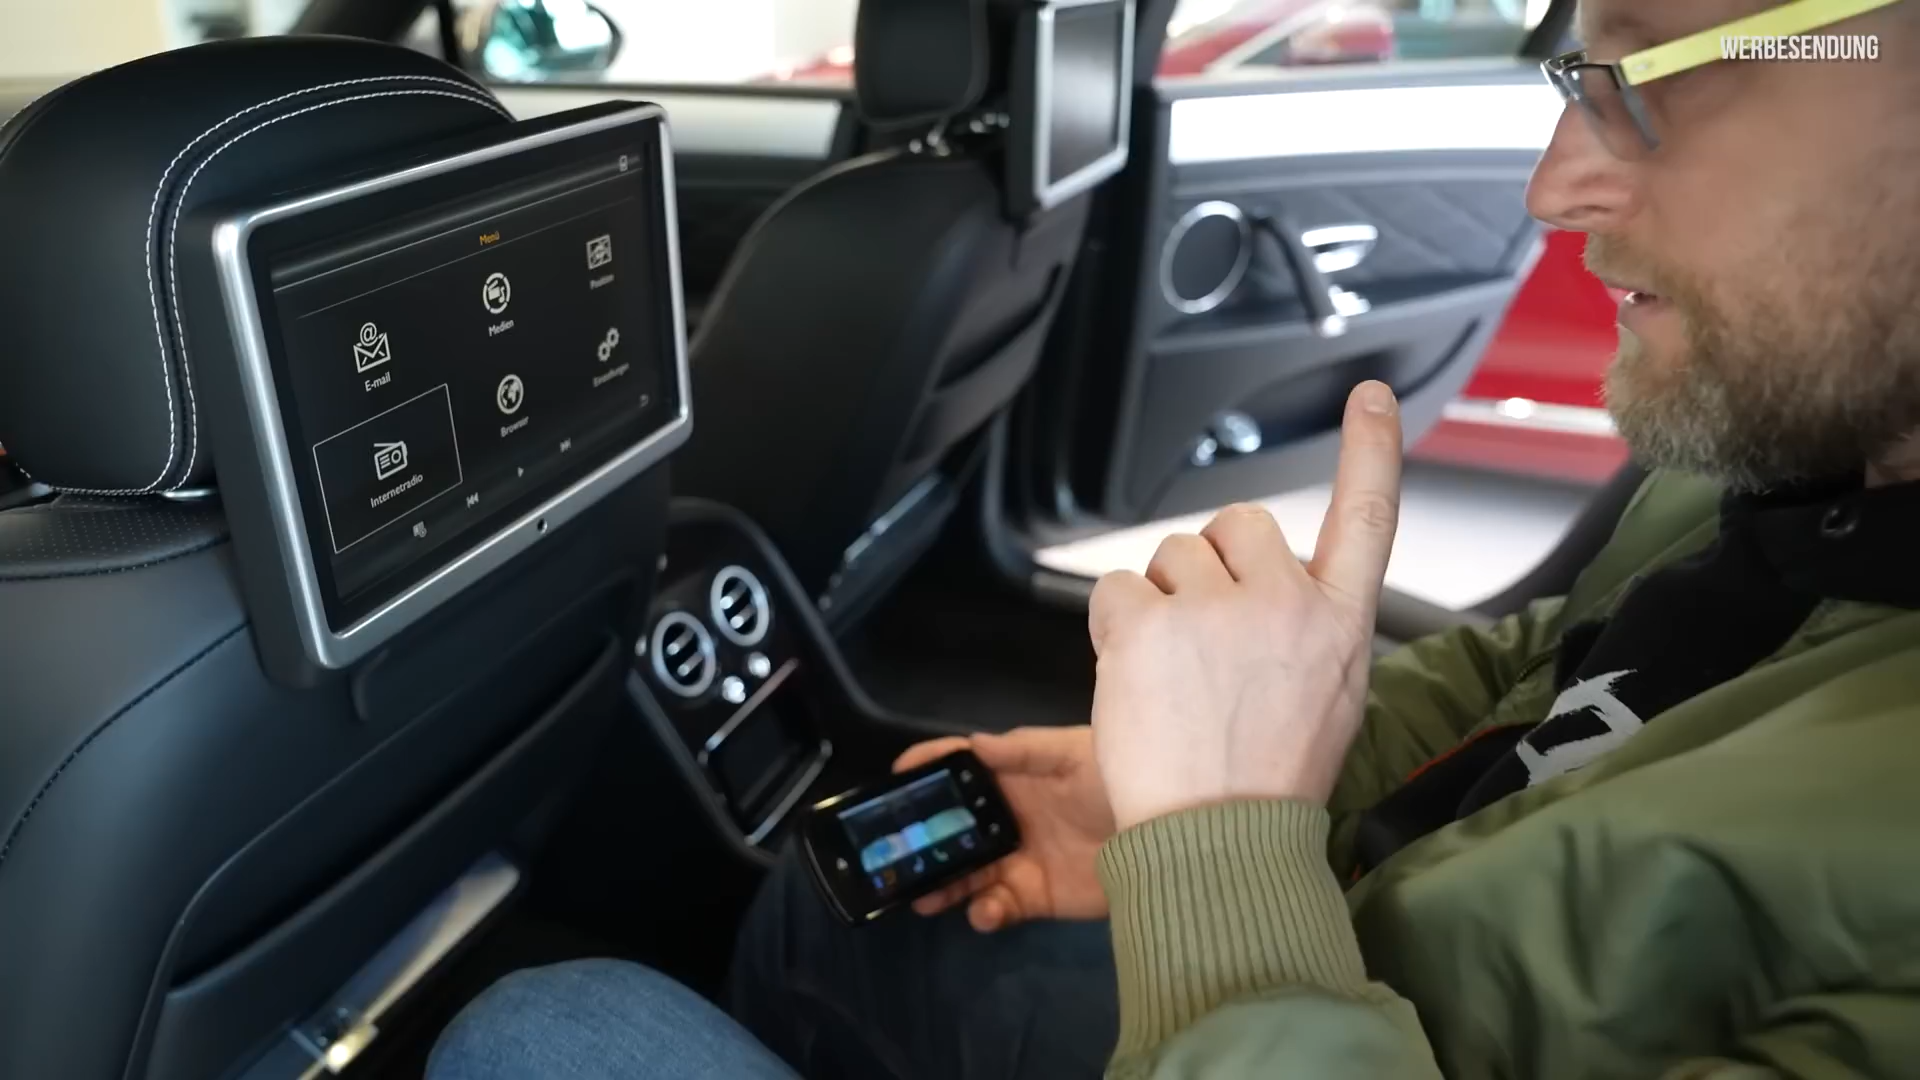 WERBESENDUNG
Menü
E-mail
Medien
Position
Internetradio
Browser
Einstellungen